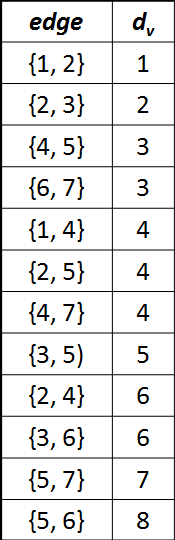 edge d_v
{1, 2} 1
{2, 3} 2
{4, 5} 3
{6, 7} 3
{1, 4} 4
{2, 5} 4
{4, 7} 4
{3, 5) 5
{2, 4} 6
{3, 6} 6
{5, 7} 7
{5, 6} 8